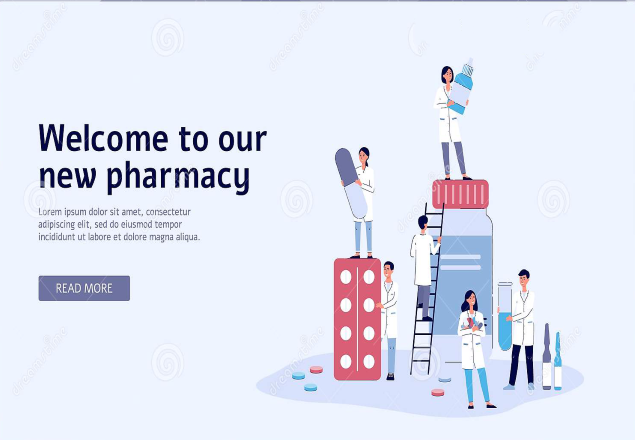 Welcome to our
new pharmacy
Lorem ipsum dolor sit amet, consectetur
adipiscing elit, sed do eiusmod tempor
incididunt ut labore et dolore magna aliqua.
READ MORE